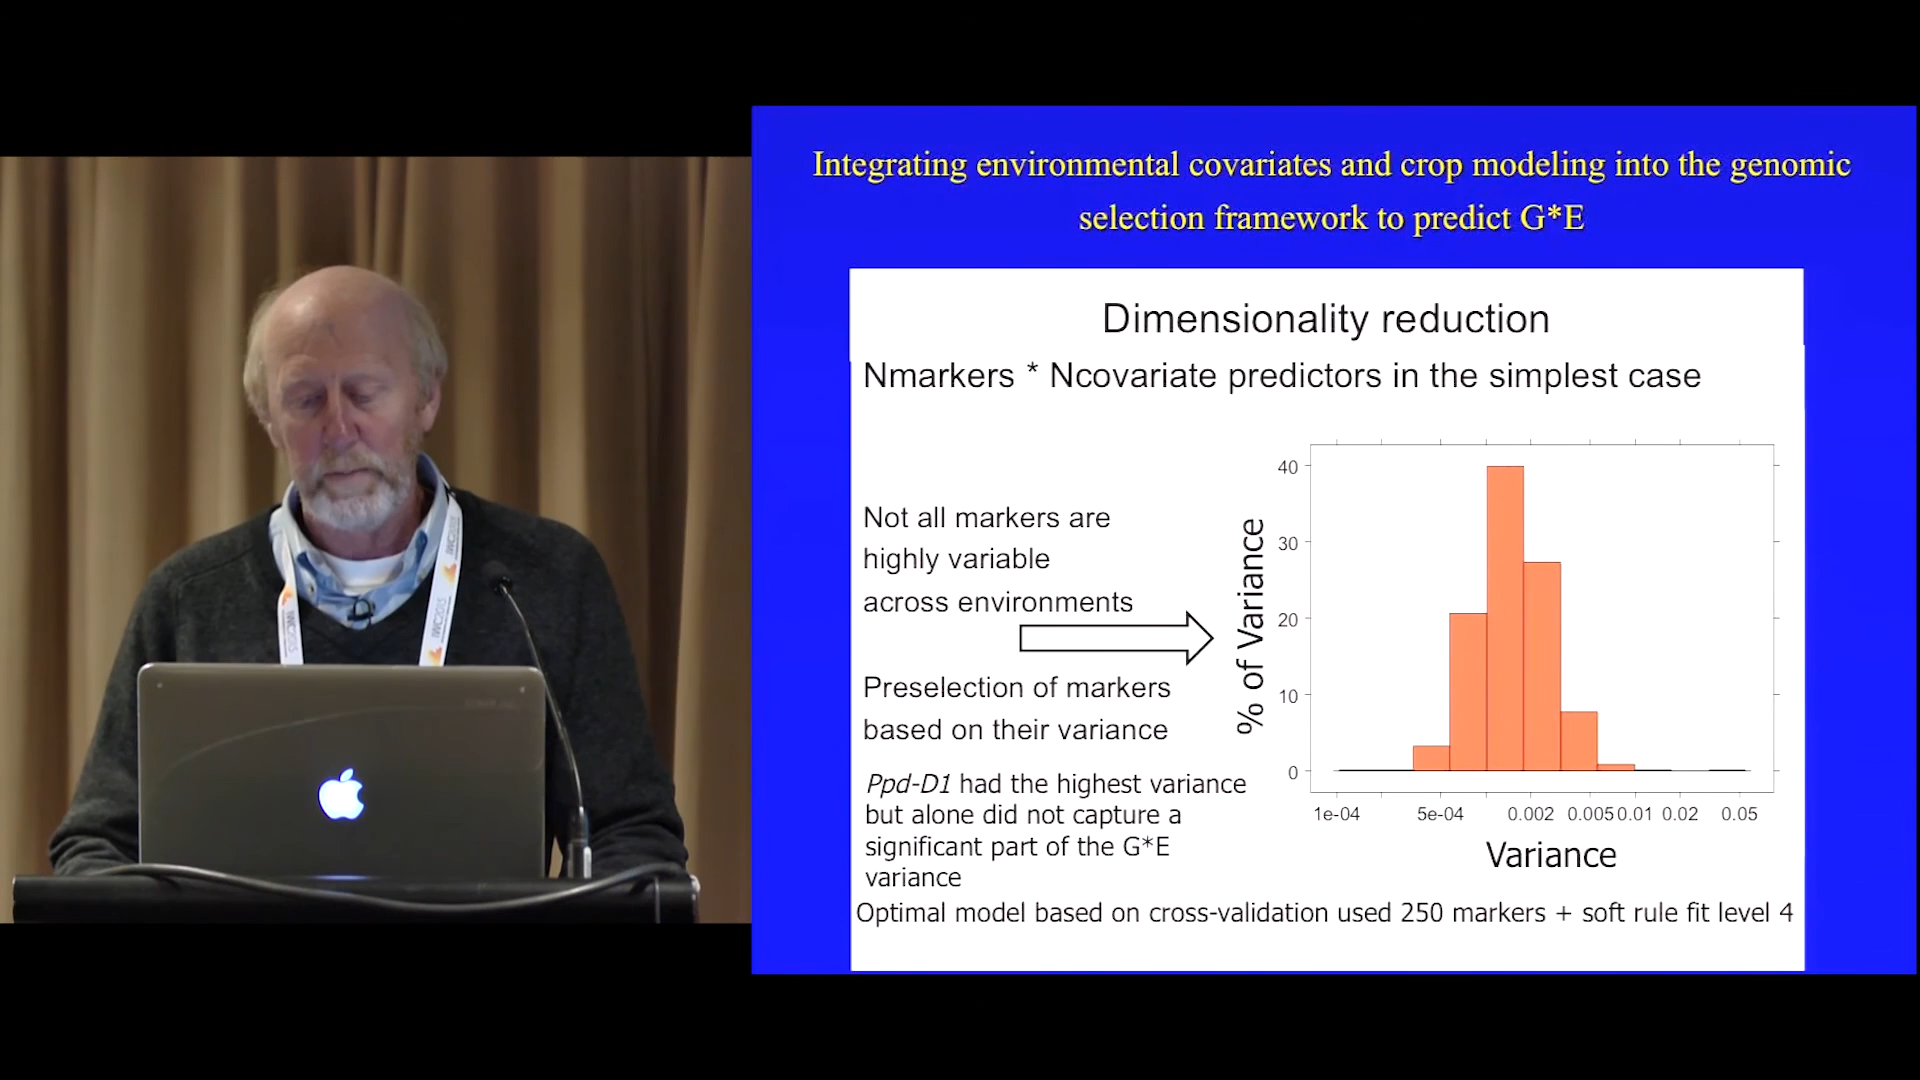 Integrating environmental covariates and crop modeling into the genomic
selection framework to predict G*E
Dimensionality reduction
Nmarkers * Ncovariate predictors in the simplest case
Not all markers are
highly variable
across environments
Preselection of markers
based on their variance
Ppd-D1 had the highest variance
but alone did not capture a
significant part of the G*E
variance
Optimal model based on cross-validation used 250 markers + soft rule fit level 4
% of Variance
40
30
20
10
0
1e-04 5e-04 0.002 0.005 0.01 0.02 0.05
Variance